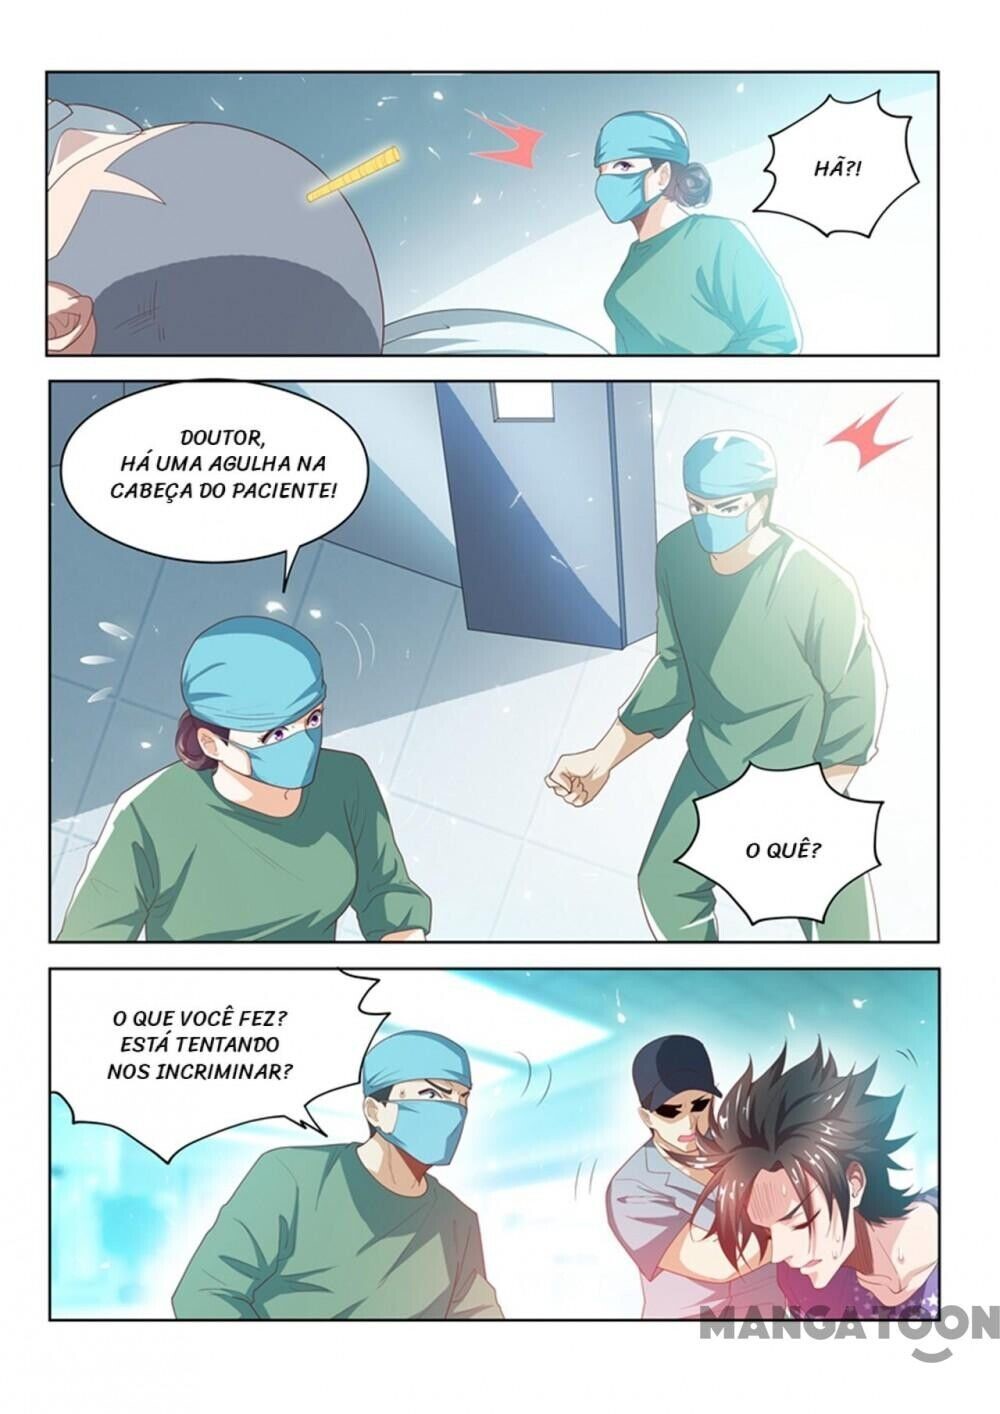 HÃ?!
DOUTOR,
HÁ UMA AGULHA NA
CABEÇA DO PACIENTE!
O QUÊ?
O QUE VOCÊ FEZ?
ESTÁ TENTANDO
NOS INCRIMINAR?
MANGATOON